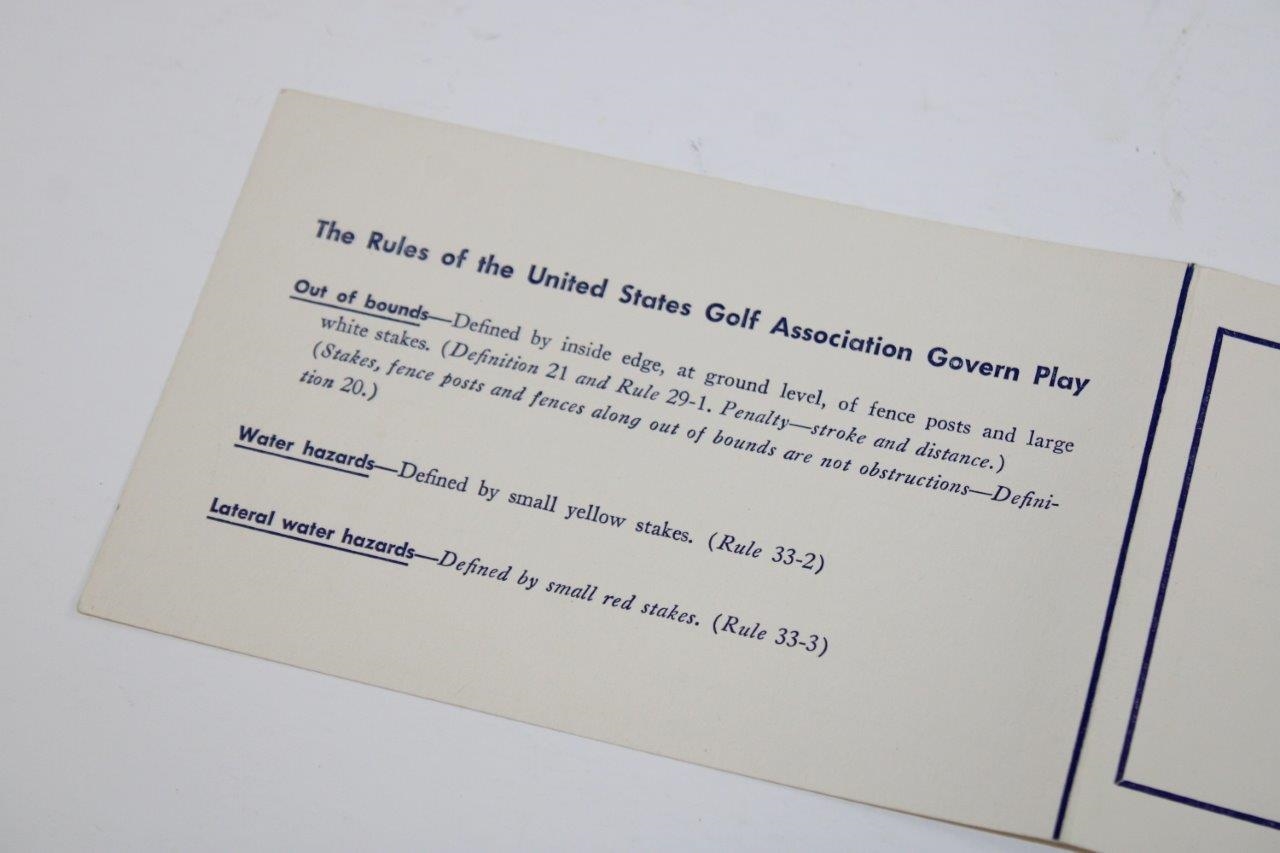 The Rules of the United States Golf Association Govern Play
Out of bounds—Defined by inside edge, at ground level, of fence posts and large
white stakes. (Definition 21 and Rule 29-1. Penalty—stroke and distance.)
(Stakes, fence posts and fences along out of bounds are not obstructions—Defini-
tion 20.)
Water hazards—Defined by small yellow stakes. (Rule 33-2)
Lateral water hazards—Defined by small red stakes. (Rule 33-3)